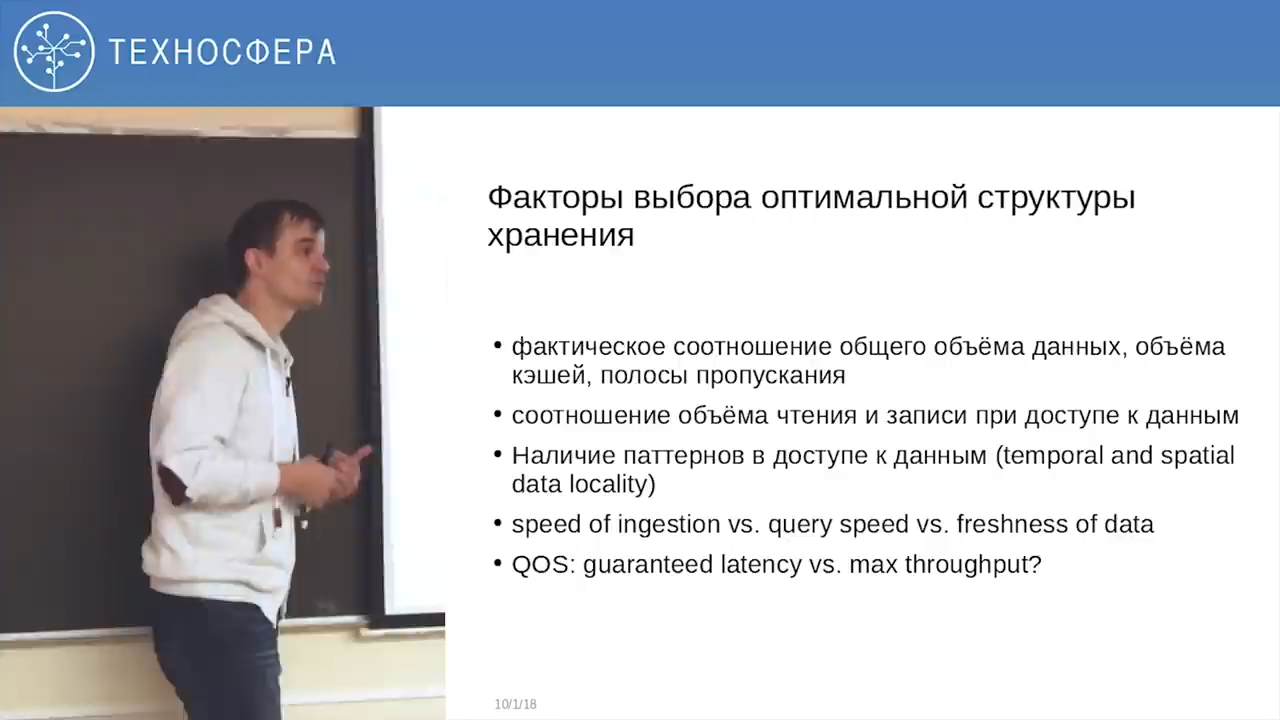 ТЕХНОСФЕРА
Факторы выбора оптимальной структуры
хранения
• фактическое соотношение общего объёма данных, объёма
кэшей, полосы пропускания
• соотношение объёма чтения и записи при доступе к данным
• Наличие паттернов в доступе к данным (temporal and spatial
data locality)
• speed of ingestion vs. query speed vs. freshness of data
• QOS: guaranteed latency vs. max throughput?
10/1/18